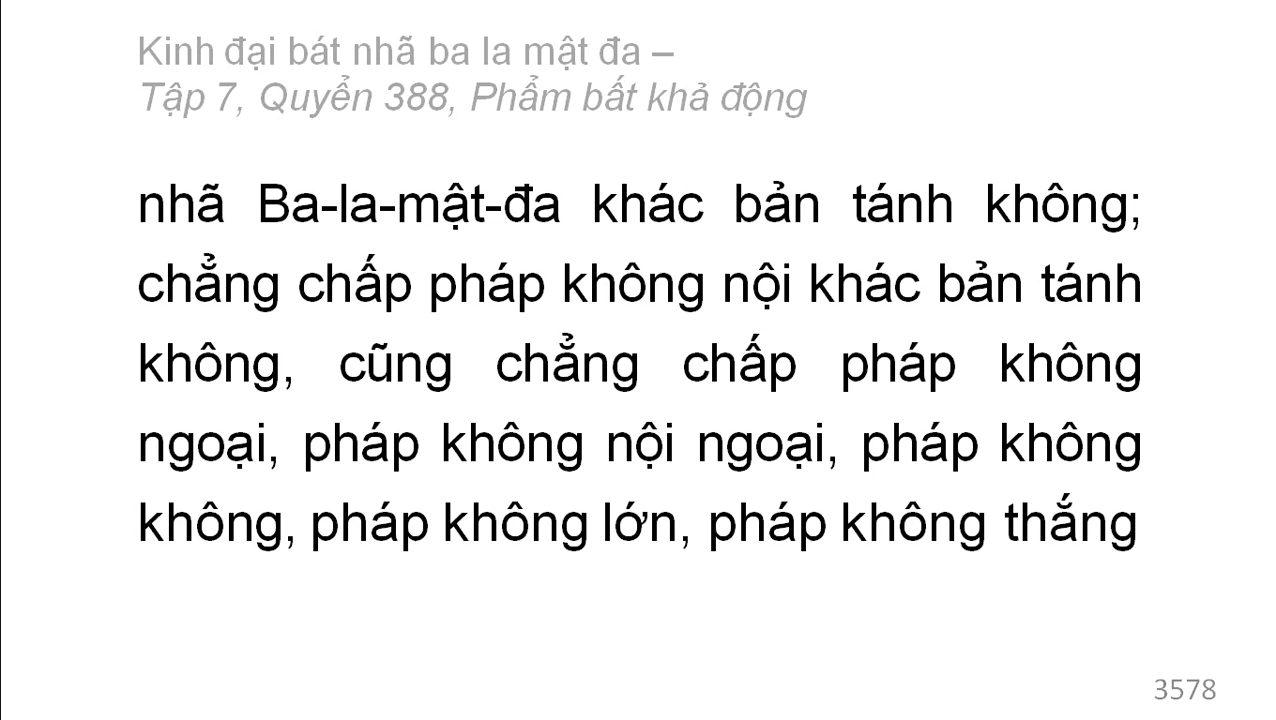 Kinh đại bát nhã ba la mật đa –
Tập 7, Quyển 388, Phẩm bất khả động
nhã Ba-la-mật-đa khác bản tánh không;
chẳng chấp pháp không nội khác bản tánh
không, cũng chẳng chấp pháp không
ngoại, pháp không nội ngoại, pháp không
không, pháp không lớn, pháp không thắng
3578